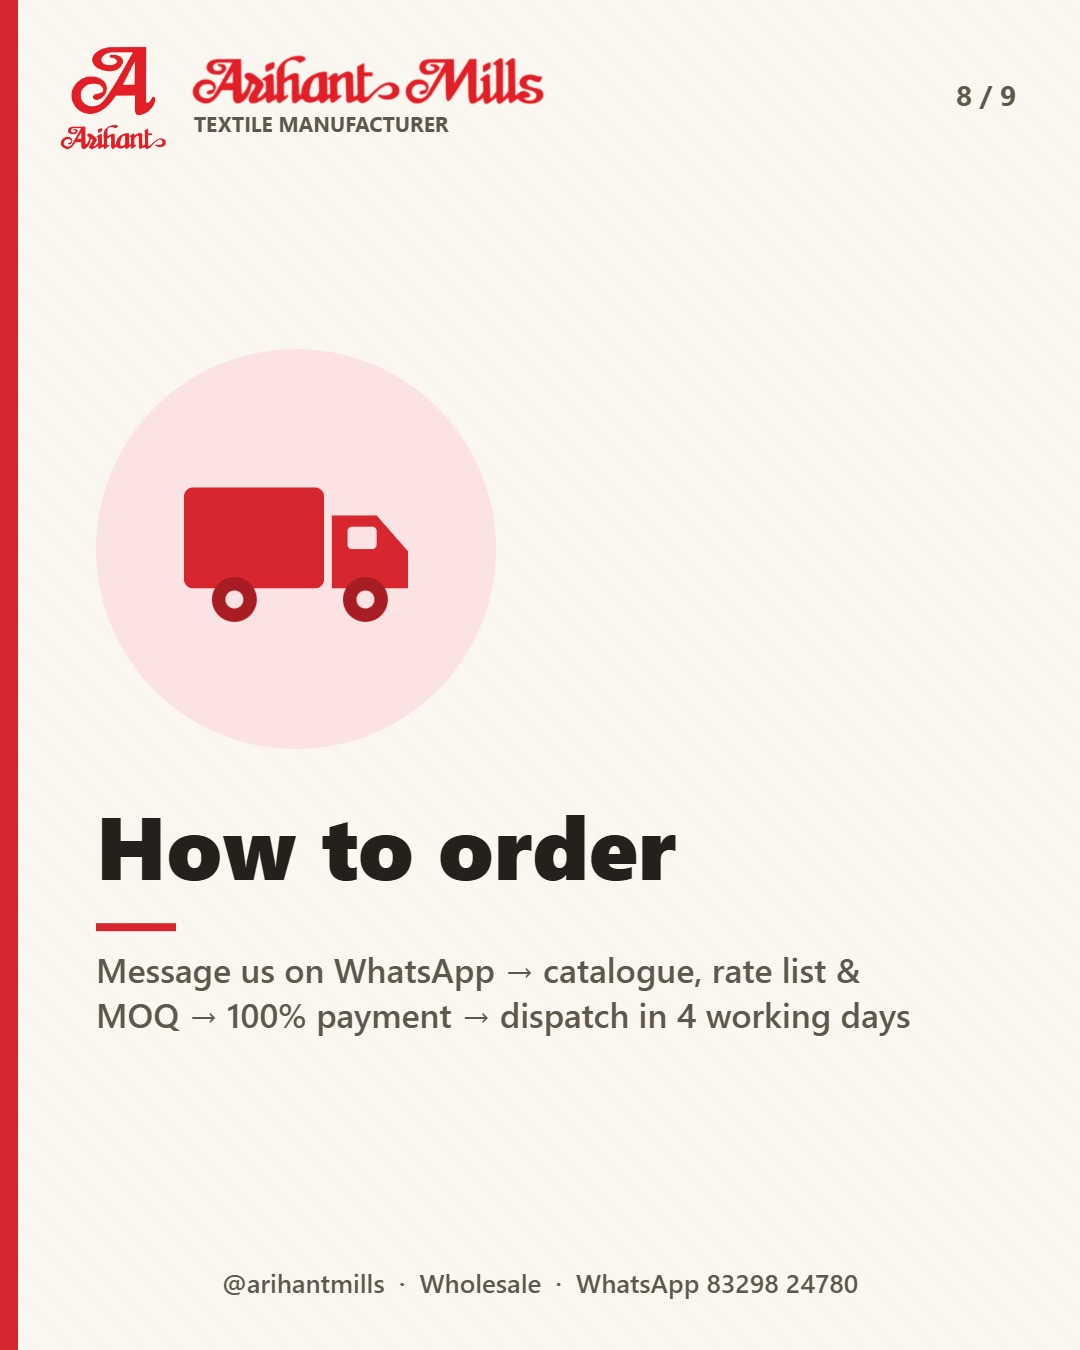 A
Arihant
Arihant Mills
TEXTILE MANUFACTURER
8 / 9
How to order
Message us on WhatsApp → catalogue, rate list &
MOQ → 100% payment → dispatch in 4 working days
@arihantmills · Wholesale · WhatsApp 83298 24780